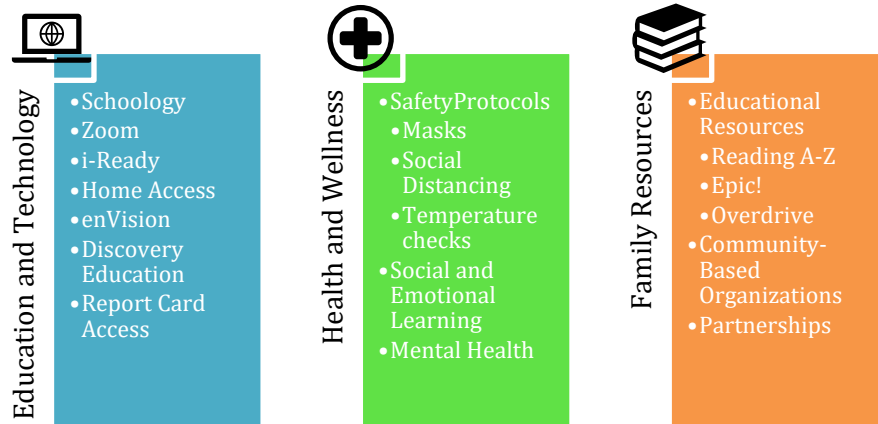 Education and Technology
•Schoology
•Zoom
•i-Ready
•Home Access
•enVision
•Discovery
Education
•Report Card
Access
Health and Wellness
•SafetyProtocols
•Masks
•Social
Distancing
•Temperature
checks
•Social and
Emotional
Learning
•Mental Health
Family Resources
•Educational
Resources
•Reading A-Z
•Epic!
•Overdrive
•Community-
Based
Organizations
•Partnerships